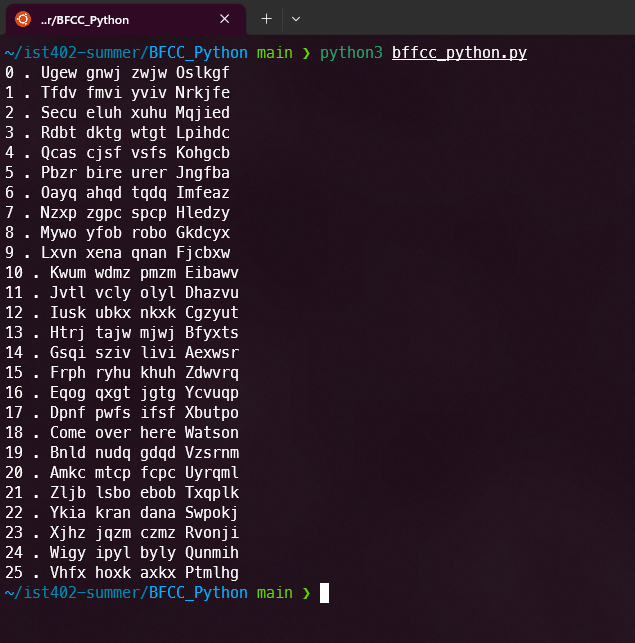 ..r/BFCC_Python
~/ist402-summer/BFCC_Python main ❯ python3 bffcc_python.py
0 . Ugew gnwj zwjw Oslkgf
1 . Tfdv fmvi yviv Nrkjfe
2 . Secu eluh xuhu Mqjied
3 . Rdbt dktg wtgt Lpihdc
4 . Qcas cjsf vsfs Kohgcb
5 . Pbzr bire urer Jngfba
6 . Oayq ahqd tqdq Imfeaz
7 . Nzxp zgpc spcp Hledzy
8 . Mywo yfob robo Gkdcyx
9 . Lxvn xena qnan Fjcbxw
10 . Kwum wdmz pmzm Eibawv
11 . Jvtl vcly olyl Dhazvu
12 . Iusk ubkx nkxk Cgzyut
13 . Htrj tajw mjwj Bfyxts
14 . Gsqi sziv livi Aexwsr
15 . Frph ryhu khuh Zdwvrq
16 . Eqog qxgt jgtg Ycvuqp
17 . Dpnf pwfs ifsf Xbutpo
18 . Come over here Watson
19 . Bnld nudq gdqd Vzsrnm
20 . Amkc mtcp fcpc Uyrqml
21 . Zljb lsbo ebob Txqplk
22 . Ykia kran dana Swpokj
23 . Xjhz jqzm czmz Rvonji
24 . Wigy ipyl byly Qunmih
25 . Vhfx hoxk axkx Ptmlhg
~/ist402-summer/BFCC_Python main ❯